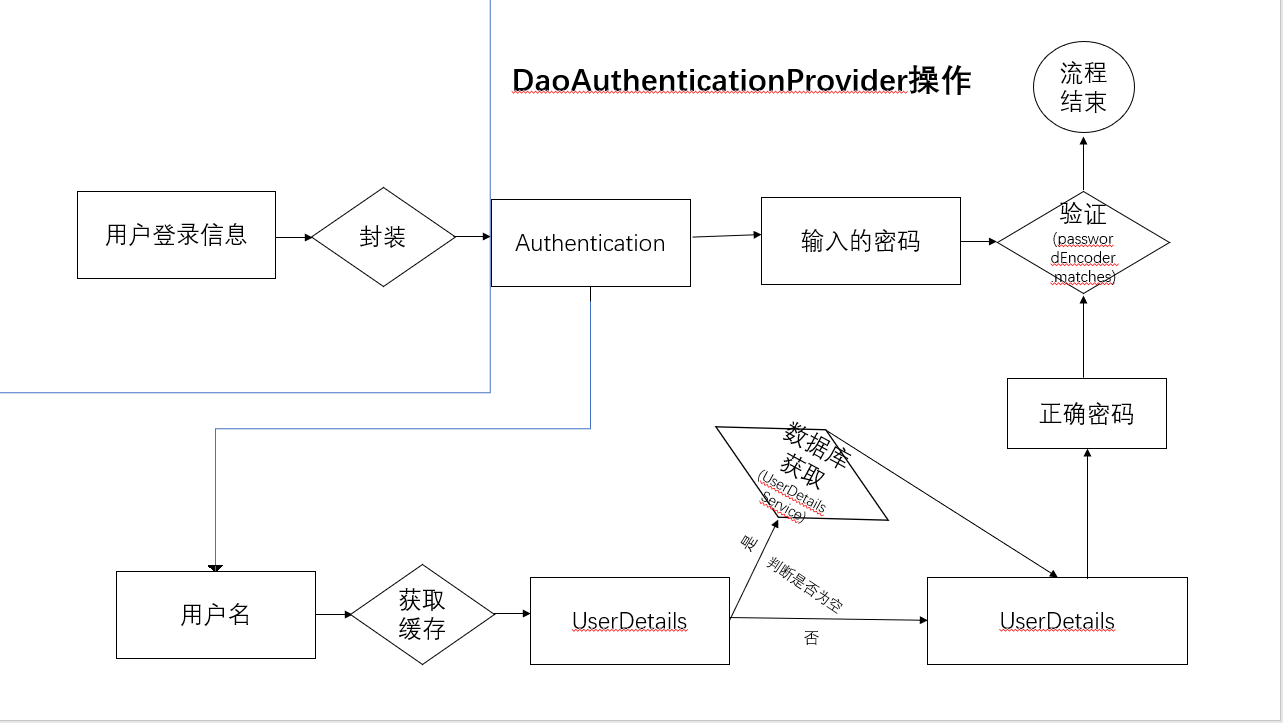 DaoAuthenticationProvider操作
流程
结束
用户登录信息
封装
Authentication
输入的密码
验证
(passwor
dEncoder
.matches)
正确密码
数据库
获取
(UserDetails
Service)
是
判断是否为空
否
用户名
获取
缓存
UserDetails
UserDetails